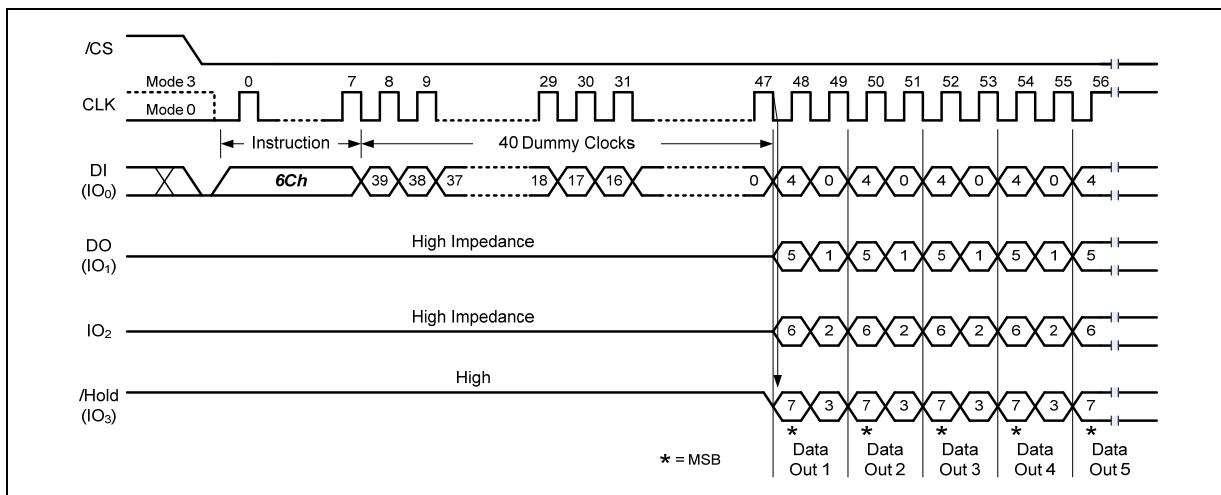 /CS
Mode 3 0 7 8 9 29 30 31 47 48 49 50 51 52 53 54 55 56
CLK Mode 0
Instruction 40 Dummy Clocks
DI (IO0) 6Ch 39 38 37 18 17 16 0 4 0 4 0 4 0 4 0 4
DO (IO1) High Impedance 5 1 5 1 5 1 5 1 5
IO2 High Impedance 6 2 6 2 6 2 6 2 6
/Hold (IO3) High 7 3 7 3 7 3 7 3 7
* * * * *
* = MSB Data Out 1 Data Out 2 Data Out 3 Data Out 4 Data Out 5